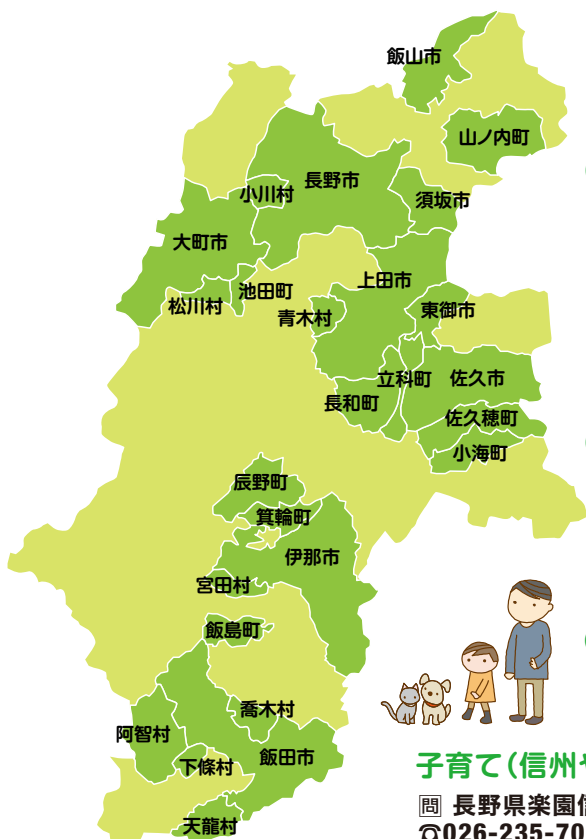 飯山市
山ノ内町
長野市
小川村
須坂市
大町市
上田市
池田町
松川村
東御市
青木村
立科町
佐久市
長和町
佐久穂町
小海町
辰野町
箕輪町
伊那市
宮田村
飯島町
喬木村
阿智村
飯田市
下條村
天龍村
子育て(信州
問 長野県楽園
☎026-235-70